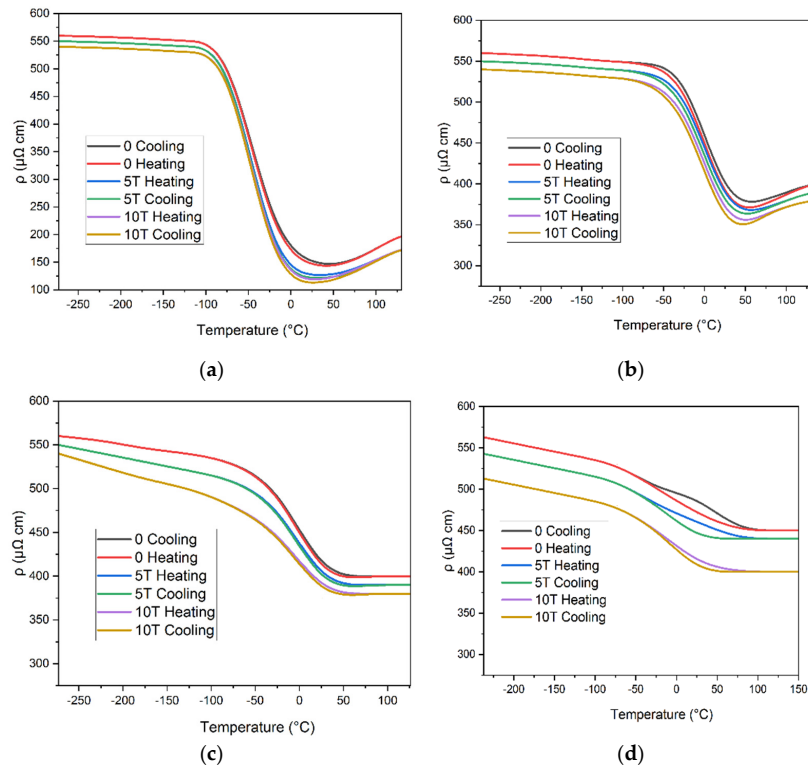 600
550
500
450
400
350
300
250
200
150
100
ρ (μΩ cm)
0 Cooling
0 Heating
5T Heating
5T Cooling
10T Heating
10T Cooling
-250 -200 -150 -100 -50 0 50 100
Temperature (°C)
(a)
600
550
500
450
400
350
300
ρ (μΩ cm)
0 Cooling
0 Heating
5T Heating
5T Cooling
10T Heating
10T Cooling
-250 -200 -150 -100 -50 0 50 100
Temperature (°C)
(b)
600
550
500
450
400
350
300
ρ (μΩ cm)
0 Cooling
0 Heating
5T Heating
5T Cooling
10T Heating
10T Cooling
-250 -200 -150 -100 -50 0 50 100
Temperature (°C)
(c)
600
550
500
450
400
350
300
ρ (μΩ cm)
0 Cooling
0 Heating
5T Heating
5T Cooling
10T Heating
10T Cooling
-200 -150 -100 -50 0 50 100 150
Temperature (°C)
(d)